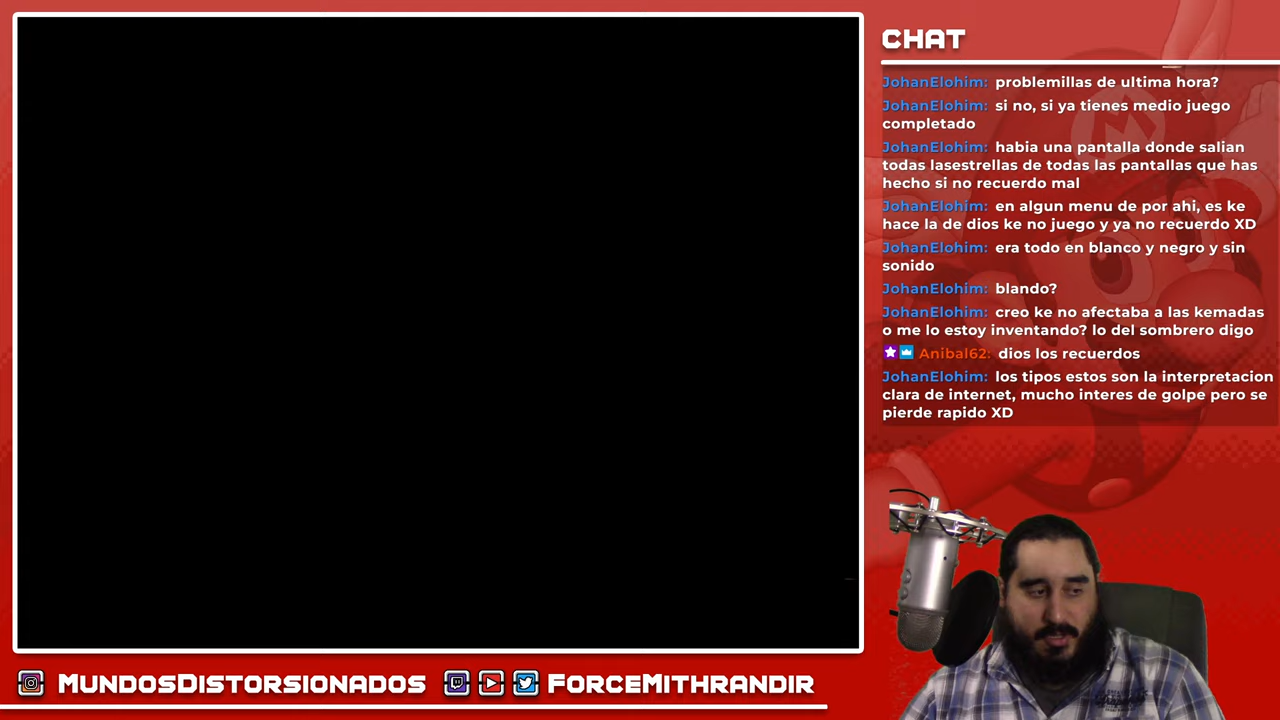 CHAT
JohanElohim: problemillas de ultima hora?
JohanElohim: si no, si ya tienes medio juego
completado
JohanElohim: habia una pantalla donde salian
todas lasestrellas de todas las pantallas que has
hecho si no recuerdo mal
JohanElohim: en algun menu de por ahi, es ke
hace la de dios ke no juego y ya no recuerdo XD
JohanElohim: era todo en blanco y negro y sin
sonido
JohanElohim: blando?
JohanElohim: creo ke no afectaba a las kemadas
o me lo estoy inventando? lo del sombrero digo
Anibal62: dios los recuerdos
JohanElohim: los tipos estos son la interpretacion
clara de internet, mucho interes de golpe pero se
pierde rapido XD
MundosDistorsionados ForceMithrandir